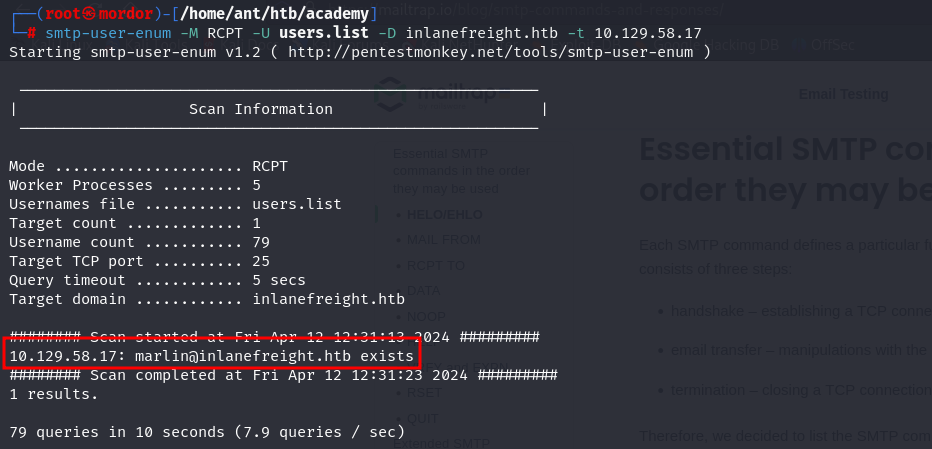 (root㉿mordor)-[/home/ant/htb/academy]
# smtp-user-enum -M RCPT -U users.list -D inlanefreight.htb -t 10.129.58.17
Starting smtp-user-enum v1.2 ( http://pentestmonkey.net/tools/smtp-user-enum )
| Scan Information |
Mode ..................... RCPT
Worker Processes ......... 5
Usernames file ........... users.list
Target count ............. 1
Username count ........... 79
Target TCP port .......... 25
Query timeout ............ 5 secs
Target domain ............ inlanefreight.htb
######## Scan started at Fri Apr 12 12:31:13 2024 #########
10.129.58.17: marlin@inlanefreight.htb exists
######## Scan completed at Fri Apr 12 12:31:23 2024 #########
1 results.
79 queries in 10 seconds (7.9 queries / sec)
mailtrap
Email Testing
Essential SMTP
commands in the order
they may be used
HELO/EHLO
MAIL FROM
RCPT TO
DATA
NOOP
RSET
QUIT
Extended SMTP
Essential SMTP co
order they may be
Each SMTP command defines a particular f
consists of three steps:
handshake – establishing a TCP conne
email transfer – manipulations with the
termination – closing a TCP connection
Therefore, we decided to list the SMTP com